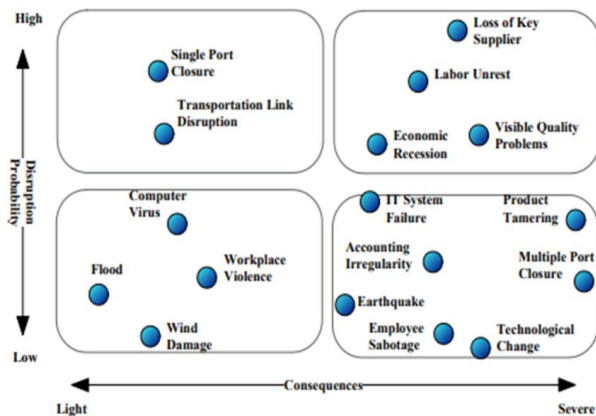 High
Disruption
Probability
Low
Single Port
Closure
Transportation Link
Disruption
Loss of Key
Supplier
Labor Unrest
Economic
Recession
Visible Quality
Problems
Computer
Virus
Flood
Workplace
Violence
Wind
Damage
IT System
Failure
Product
Tamering
Accounting
Irregularity
Multiple Port
Closure
Earthquake
Employee
Sabotage
Technological
Change
Consequences
Light
Severe